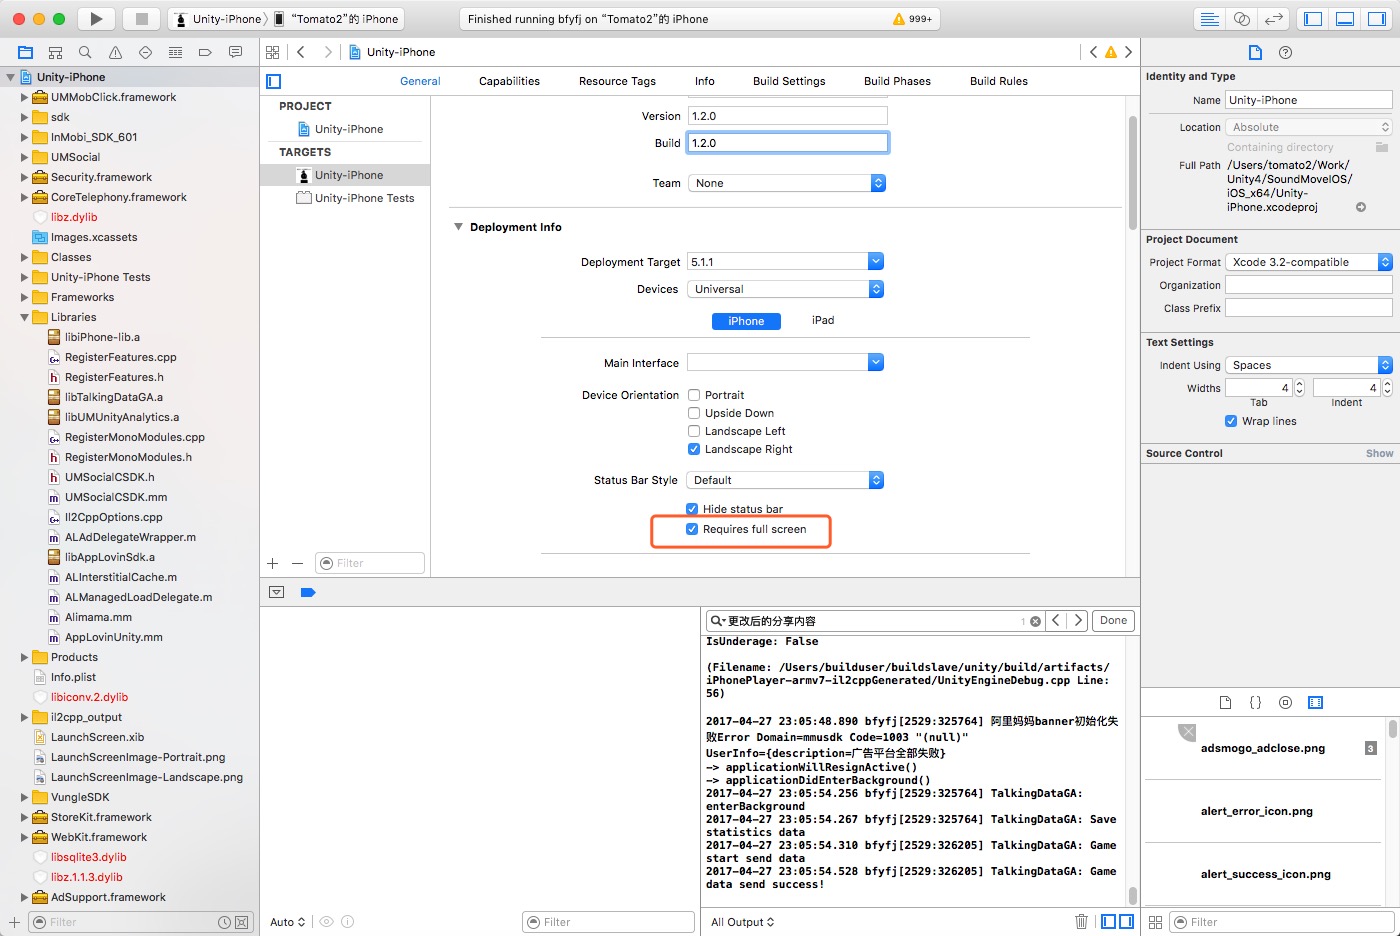 Unity-iPhone
“Tomato2”的 iPhone
Finished running bfyfj on “Tomato2”的 iPhone
999+
Unity-iPhone
UMMobClick.framework
sdk
InMobi_SDK_601
UMSocial
Security.framework
CoreTelephony.framework
libz.dylib
Images.xcassets
Classes
Unity-iPhone Tests
Frameworks
Libraries
libiPhone-lib.a
RegisterFeatures.cpp
RegisterFeatures.h
libTalkingDataGA.a
libUMUnityAnalytics.a
RegisterMonoModules.cpp
RegisterMonoModules.h
UMSocialCSDK.h
UMSocialCSDK.mm
Il2CppOptions.cpp
ALAdDelegateWrapper.m
libAppLovinSdk.a
ALInterstitialCache.m
ALManagedLoadDelegate.m
Alimama.mm
AppLovinUnity.mm
Products
Info.plist
libiconv.2.dylib
il2cpp_output
LaunchScreen.xib
LaunchScreenImage-Portrait.png
LaunchScreenImage-Landscape.png
VungleSDK
StoreKit.framework
WebKit.framework
libsqlite3.dylib
libz.1.1.3.dylib
AdSupport.framework
Filter
Unity-iPhone
General
Capabilities
Resource Tags
Info
Build Settings
Build Phases
Build Rules
PROJECT
Unity-iPhone
TARGETS
Unity-iPhone
Unity-iPhone Tests
Filter
Version 1.2.0
Build 1.2.0
Team None
Deployment Info
Deployment Target 5.1.1
Devices Universal
iPhone iPad
Main Interface
Device Orientation Portrait
Upside Down
Landscape Left
Landscape Right
Status Bar Style Default
Hide status bar
Requires full screen
Auto
Filter
更改后的分享内容 1
Done
IsUnderage: False
(Filename: /Users/builduser/buildslave/unity/build/artifacts/
iPhonePlayer-armv7-il2cppGenerated/UnityEngineDebug.cpp Line:
56)
2017-04-27 23:05:48.890 bfyfj[2529:325764] 阿里妈妈banner初始化失
败Error Domain=mmusdk Code=1003 "(null)"
UserInfo={description=广告平台全部失败}
-> applicationWillResignActive()
-> applicationDidEnterBackground()
2017-04-27 23:05:54.256 bfyfj[2529:325764] TalkingDataGA:
enterBackground
2017-04-27 23:05:54.267 bfyfj[2529:325764] TalkingDataGA: Save
statistics data
2017-04-27 23:05:54.310 bfyfj[2529:326205] TalkingDataGA: Game
start send data
2017-04-27 23:05:54.528 bfyfj[2529:326205] TalkingDataGA: Game
data send success!
All Output
Identity and Type
Name Unity-iPhone
Location Absolute
Containing directory
Full Path /Users/tomato2/Work/
Unity4/SoundMoveIOS/
iOS_x64/Unity-
iPhone.xcodeproj
Project Document
Project Format Xcode 3.2-compatible
Organization
Class Prefix
Text Settings
Indent Using Spaces
Widths 4 4
Tab Indent
Wrap lines
Source Control Show
adsmogo_adclose.png 3
alert_error_icon.png
alert_success_icon.png
Filter